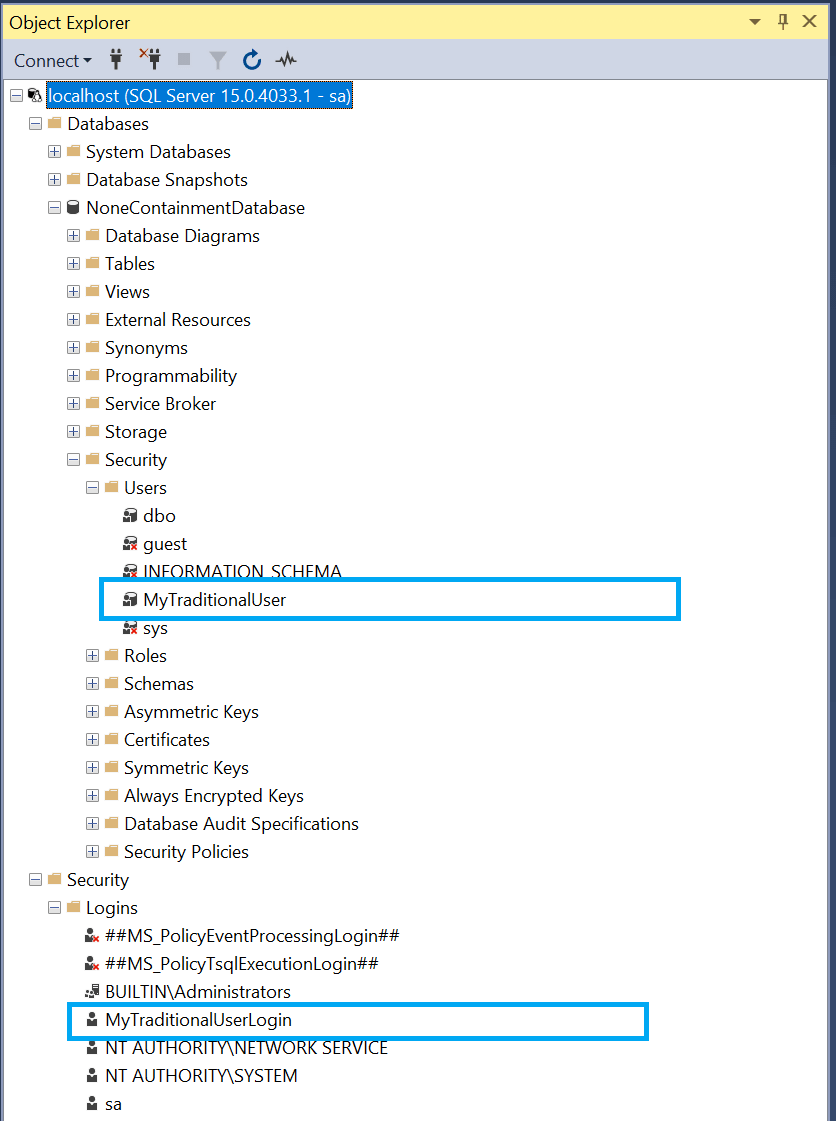 Object Explorer
Connect
localhost (SQL Server 15.0.4033.1 - sa)
Databases
System Databases
Database Snapshots
NoneContainmentDatabase
Database Diagrams
Tables
Views
External Resources
Synonyms
Programmability
Service Broker
Storage
Security
Users
dbo
guest
INFORMATION_SCHEMA
MyTraditionalUser
sys
Roles
Schemas
Asymmetric Keys
Certificates
Symmetric Keys
Always Encrypted Keys
Database Audit Specifications
Security Policies
Security
Logins
##MS_PolicyEventProcessingLogin##
##MS_PolicyTsqlExecutionLogin##
BUILTIN\Administrators
MyTraditionalUserLogin
NT AUTHORITY\NETWORK SERVICE
NT AUTHORITY\SYSTEM
sa